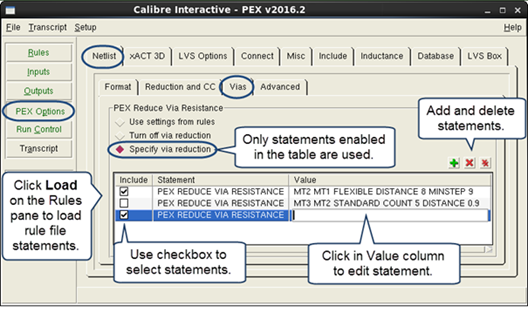 Calibre Interactive - PEX v2016.2
File Transcript Setup
Rules
Inputs
Outputs
PEX Options
Run Control
Transcript
Netlist xACT 3D LVS Options Connect Misc Include Inductance Database LVS Box
Format Reduction and CC Vias Advanced
PEX Reduce Via Resistance
Use settings from rules
Turn off via reduction
Specify via reduction
Only statements enabled
in the table are used.
Add and delete
statements.
Click Load
on the Rules
pane to load
rule file
statements.
Include Statement Value
PEX REDUCE VIA RESISTANCE MT2 MT1 FLEXIBLE DISTANCE 8 MINSTEP 9
PEX REDUCE VIA RESISTANCE MT3 MT2 STANDARD COUNT 5 DISTANCE 0.9
PEX REDUCE VIA RESISTANCE
Use checkbox to
select statements.
Click in Value column
to edit statement.